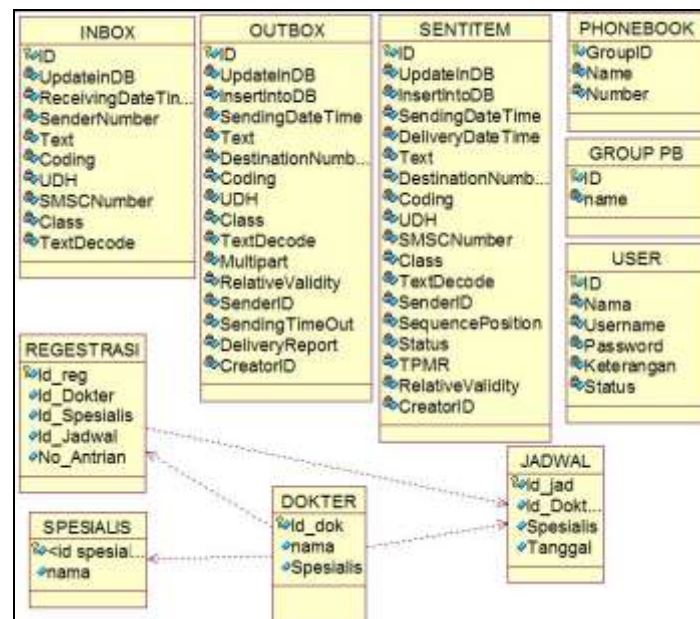 INBOX
ID
UpdateinDB
ReceivingDateTin...
SenderNumber
Text
Coding
UDH
SMSCNumber
Class
TextDecode
OUTBOX
ID
UpdateinDB
InsertIntoDB
SendingDateTime
Text
DestinationNumb...
Coding
UDH
Class
TextDecode
Multipart
RelativeValidity
SenderID
SendingTimeOut
DeliveryReport
CreatorID
SENTITEM
ID
UpdateInDB
InsertIntoDB
SendingDateTime
DeliveryDateTime
Text
DestinationNumb...
Coding
UDH
SMSCNumber
Class
TextDecode
SenderID
SequencePosition
Status
TPMR
RelativeValidity
CreatorID
PHONEBOOK
GroupID
Name
Number
GROUP PB
ID
name
USER
ID
Nama
Username
Password
Keterangan
Status
REGESTRASI
Id_reg
Id_Dokter
Id_Spesialis
Id_Jadwal
No_Antrian
SPESIALIS
<id spesial...
nama
DOKTER
Id_dok
nama
Spesialis
JADWAL
Id_jad
Id_Dokt...
Spesialis
Tanggal